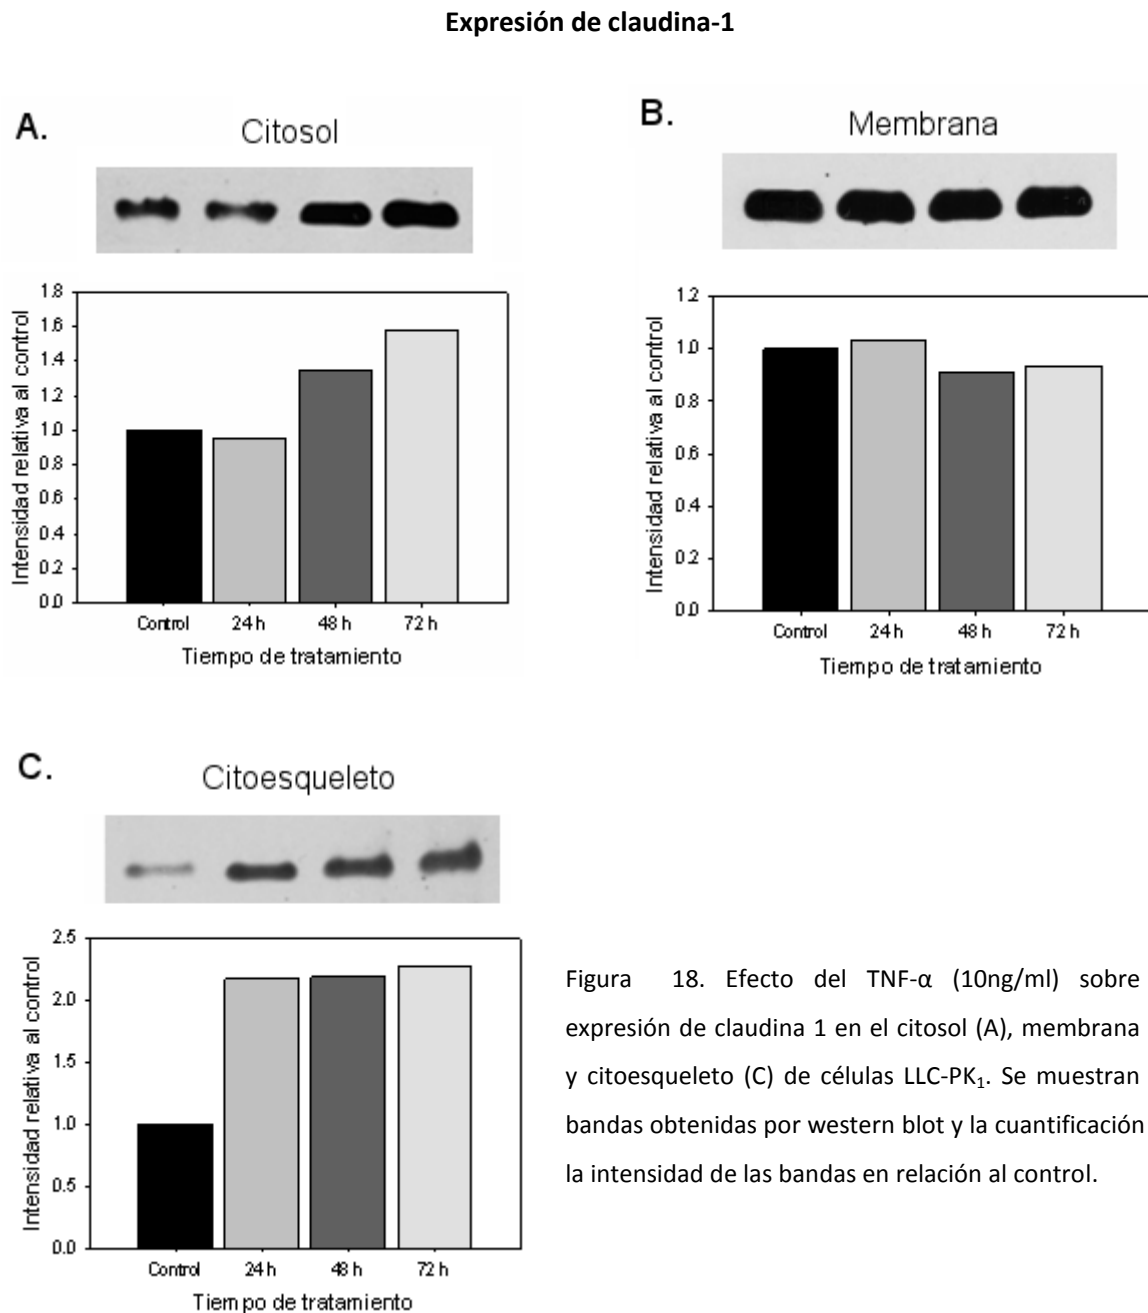 Expresión de claudina-1
A.
Citosol
Intensidad relativa al control
1.8
1.6
1.4
1.2
1.0
0.8
0.6
0.4
0.2
0.0
Control 24 h 48 h 72 h
Tiempo de tratamiento
B.
Membrana
Intensidad relativa al control
1.2
1.0
0.8
0.6
0.4
0.2
0.0
Control 24 h 48 h 72 h
Tiempo de tratamiento
C.
Citoesqueleto
Intensidad relativa al control
2.5
2.0
1.5
1.0
0.5
0.0
Control 24 h 48 h 72 h
Tiempo de tratamiento
Figura 18. Efecto del TNF-α (10ng/ml) sobre
expresión de claudina 1 en el citosol (A), membrana
y citoesqueleto (C) de células LLC-PK₁. Se muestran
bandas obtenidas por western blot y la cuantificación
la intensidad de las bandas en relación al control.